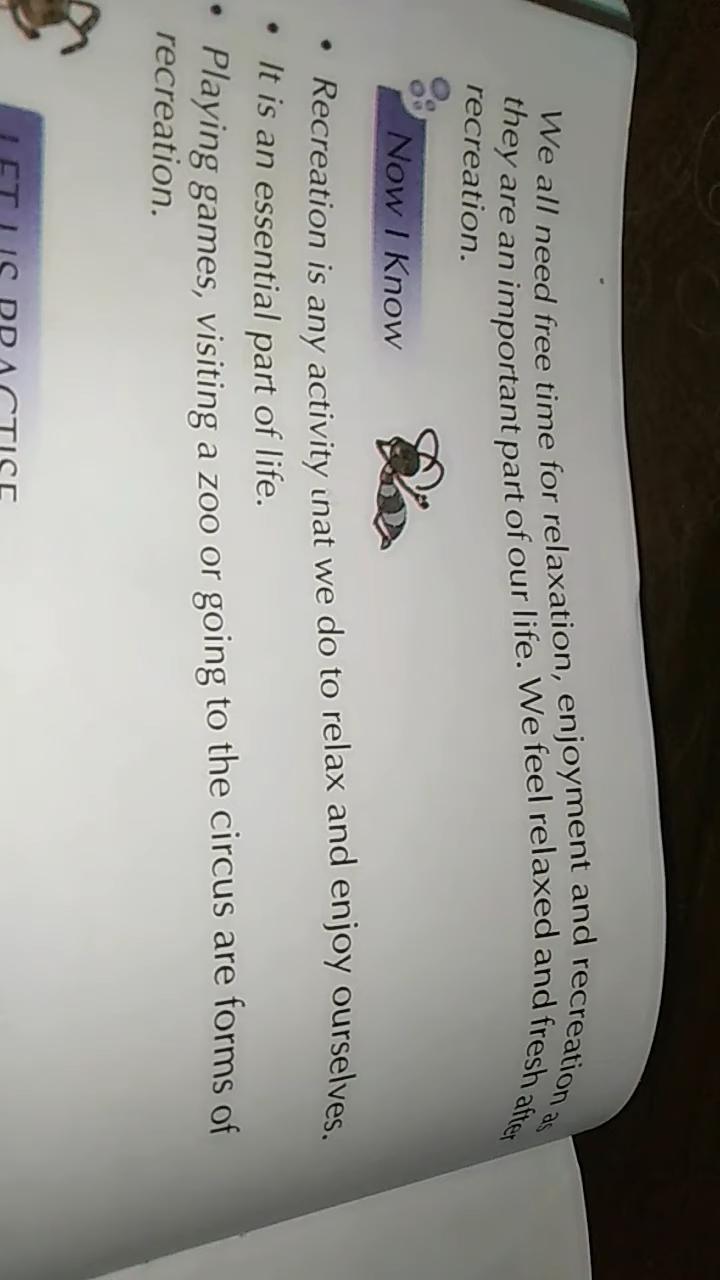 We all need free time for relaxation, enjoyment and recreation as
they are an important part of our life. We feel relaxed and fresh after
recreation.
Now I Know
• Recreation is any activity that we do to relax and enjoy ourselves.
• It is an essential part of life.
• Playing games, visiting a zoo or going to the circus are forms of
recreation.
LET US PRACTISE